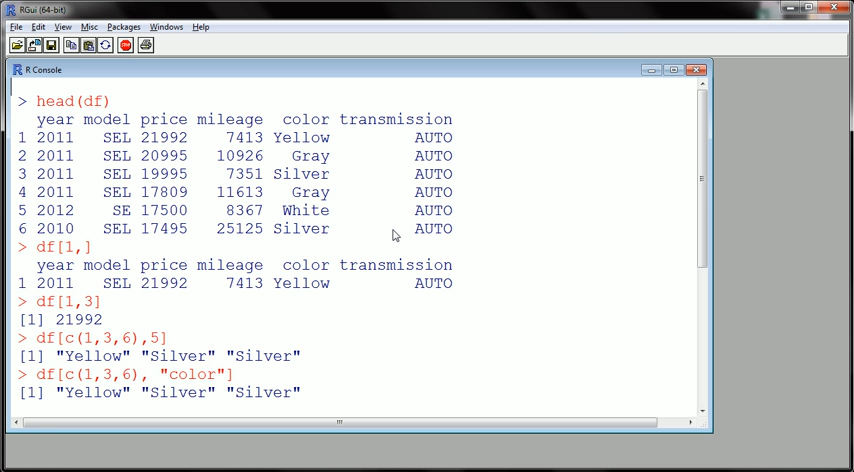 RGui (64-bit)
File Edit View Misc Packages Windows Help
STOP
R Console
> head(df)
year model price mileage color transmission
1 2011 SEL 21992 7413 Yellow AUTO
2 2011 SEL 20995 10926 Gray AUTO
3 2011 SEL 19995 7351 Silver AUTO
4 2011 SEL 17809 11613 Gray AUTO
5 2012 SE 17500 8367 White AUTO
6 2010 SEL 17495 25125 Silver AUTO
> df[1,]
year model price mileage color transmission
1 2011 SEL 21992 7413 Yellow AUTO
> df[1,3]
[1] 21992
> df[c(1,3,6),5]
[1] "Yellow" "Silver" "Silver"
> df[c(1,3,6), "color"]
[1] "Yellow" "Silver" "Silver"